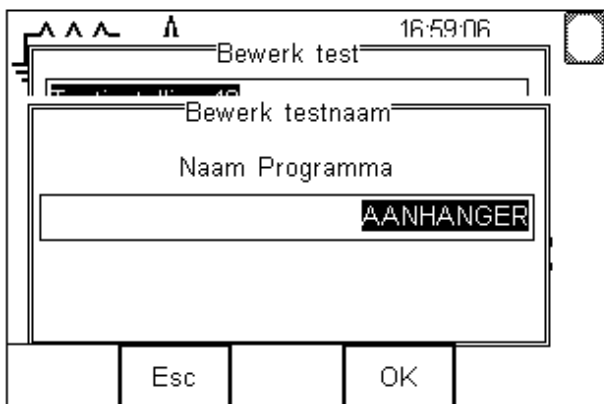 16:59:06
Bewerk test
Bewerk testnaam
Naam Programma
AANHANGER
Esc
OK